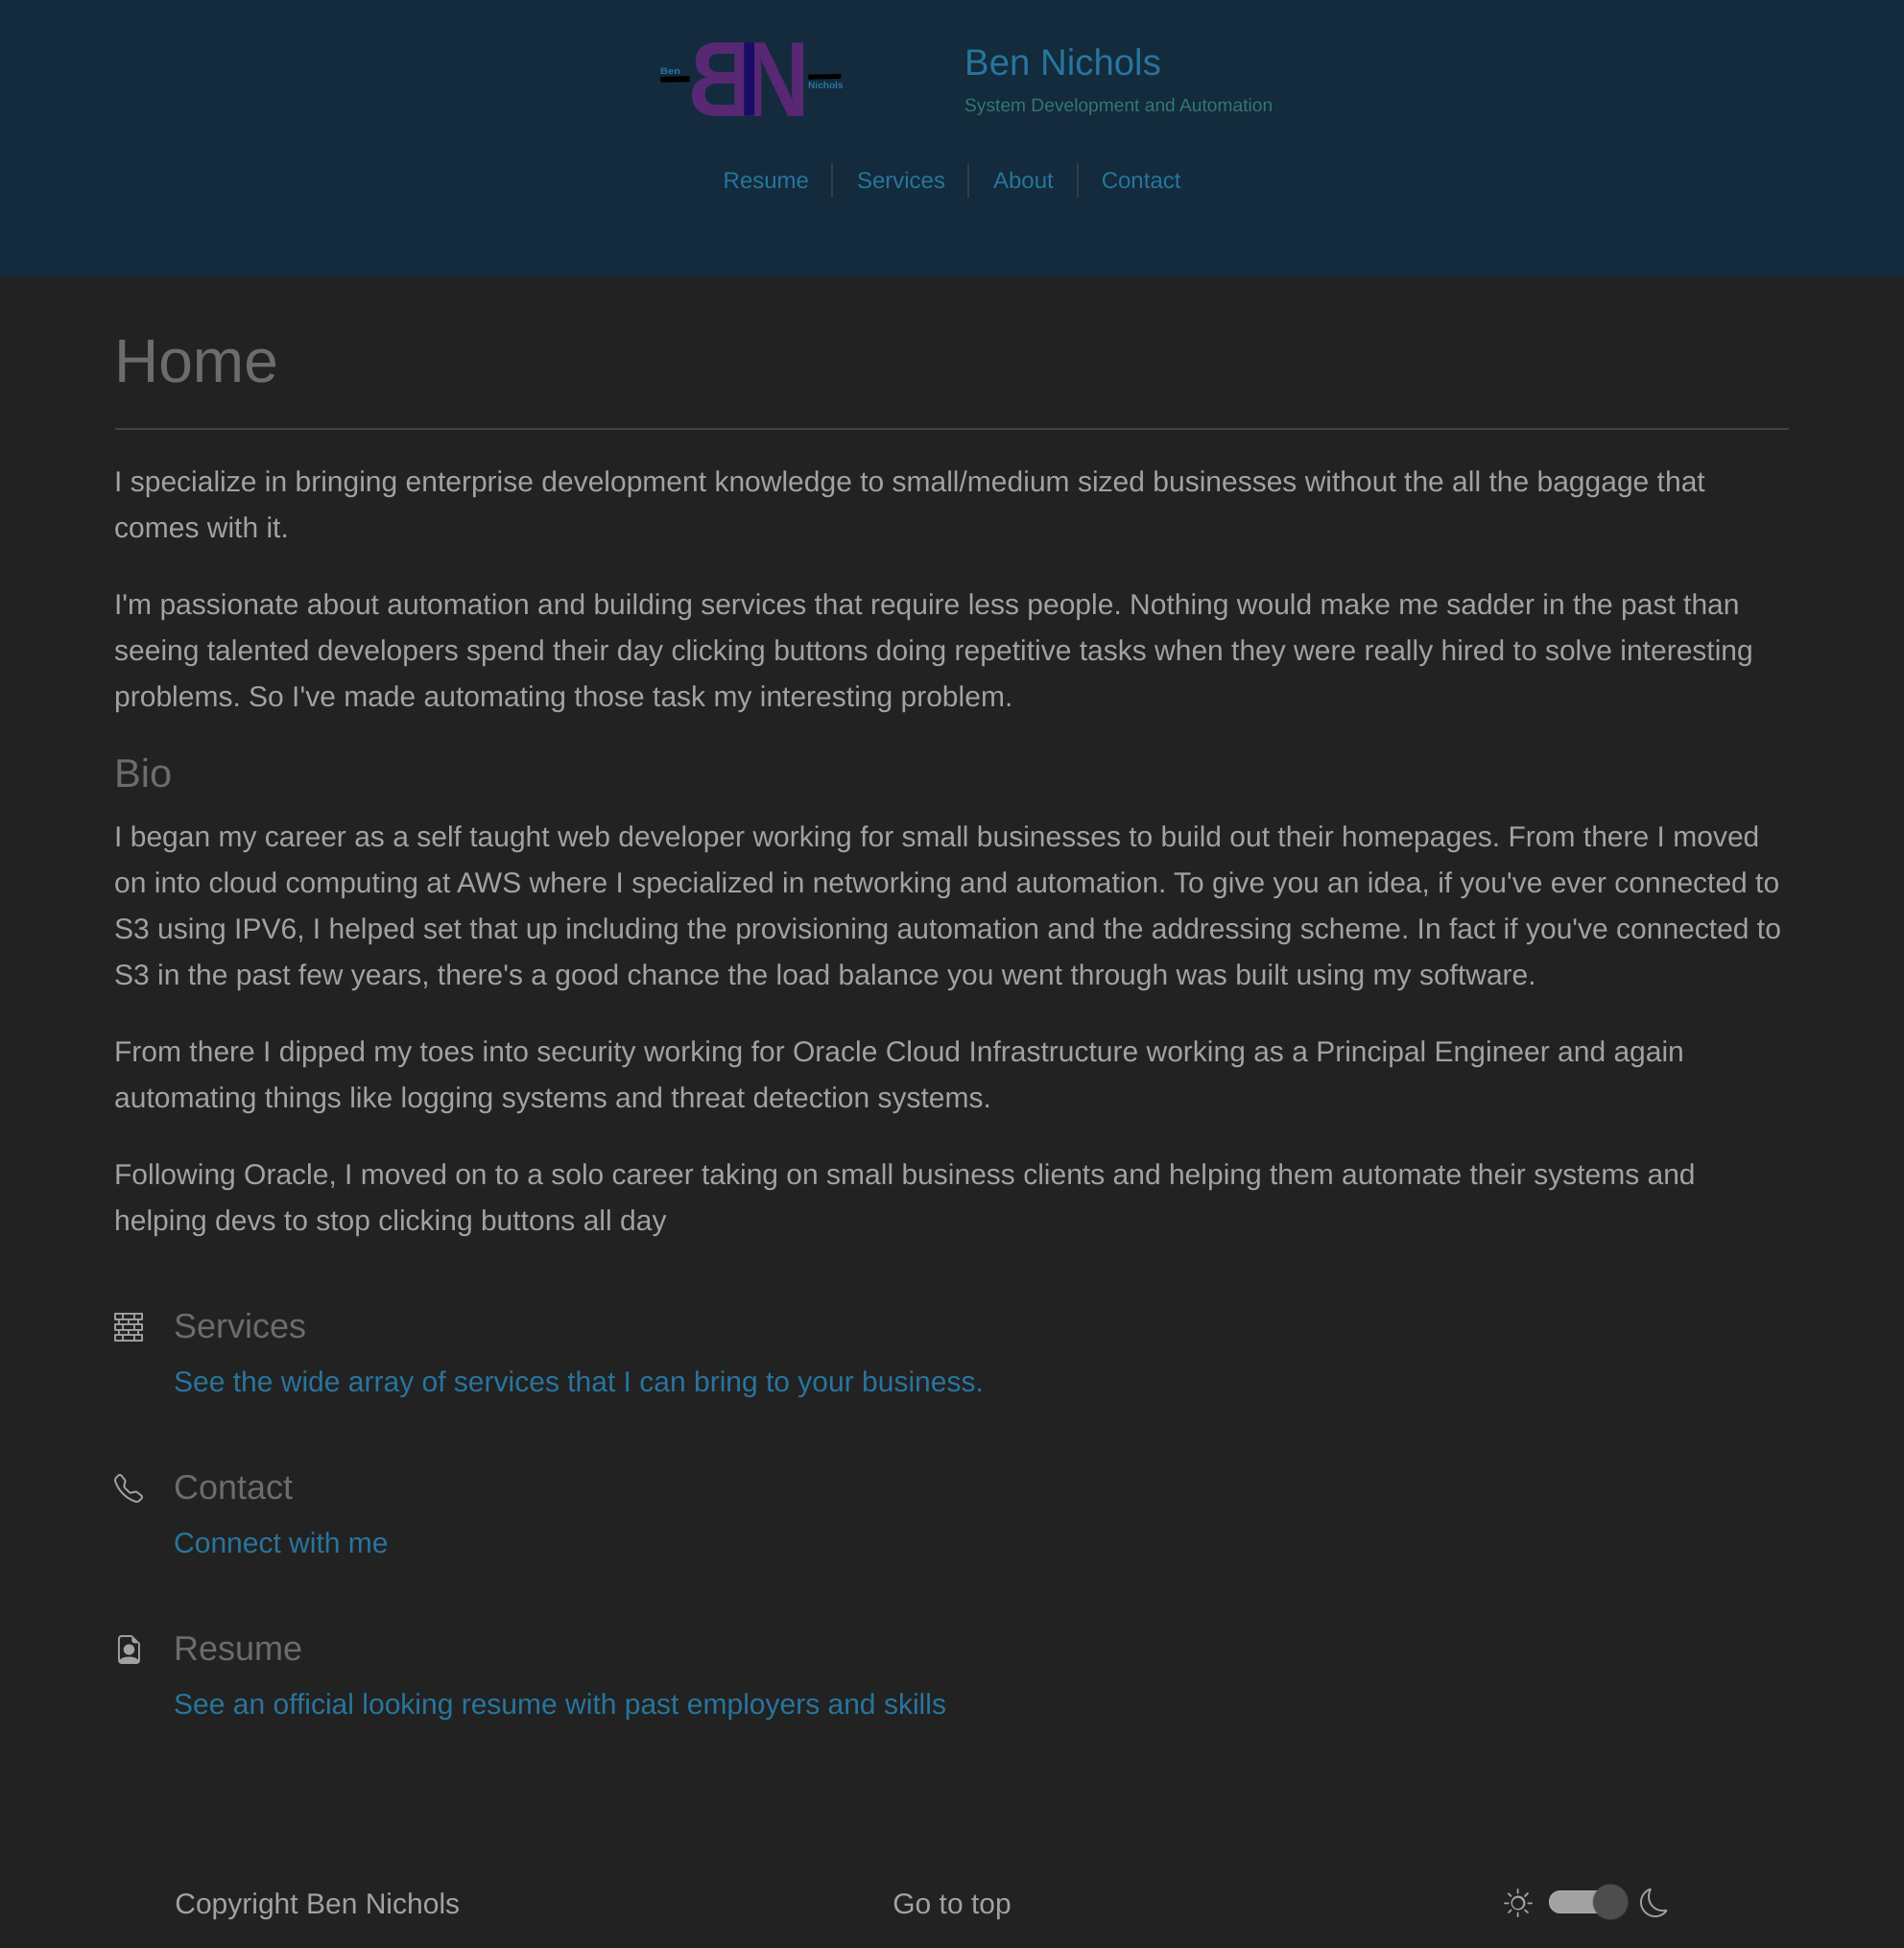 Ben
BN
Nichols
Ben Nichols
System Development and Automation
Resume
Services
About
Contact
Home
I specialize in bringing enterprise development knowledge to small/medium sized businesses without the all the baggage that
comes with it.
I'm passionate about automation and building services that require less people. Nothing would make me sadder in the past than
seeing talented developers spend their day clicking buttons doing repetitive tasks when they were really hired to solve interesting
problems. So I've made automating those task my interesting problem.
Bio
I began my career as a self taught web developer working for small businesses to build out their homepages. From there I moved
on into cloud computing at AWS where I specialized in networking and automation. To give you an idea, if you've ever connected to
S3 using IPV6, I helped set that up including the provisioning automation and the addressing scheme. In fact if you've connected to
S3 in the past few years, there's a good chance the load balance you went through was built using my software.
From there I dipped my toes into security working for Oracle Cloud Infrastructure working as a Principal Engineer and again
automating things like logging systems and threat detection systems.
Following Oracle, I moved on to a solo career taking on small business clients and helping them automate their systems and
helping devs to stop clicking buttons all day
Services
See the wide array of services that I can bring to your business.
Contact
Connect with me
Resume
See an official looking resume with past employers and skills
Copyright Ben Nichols
Go to top